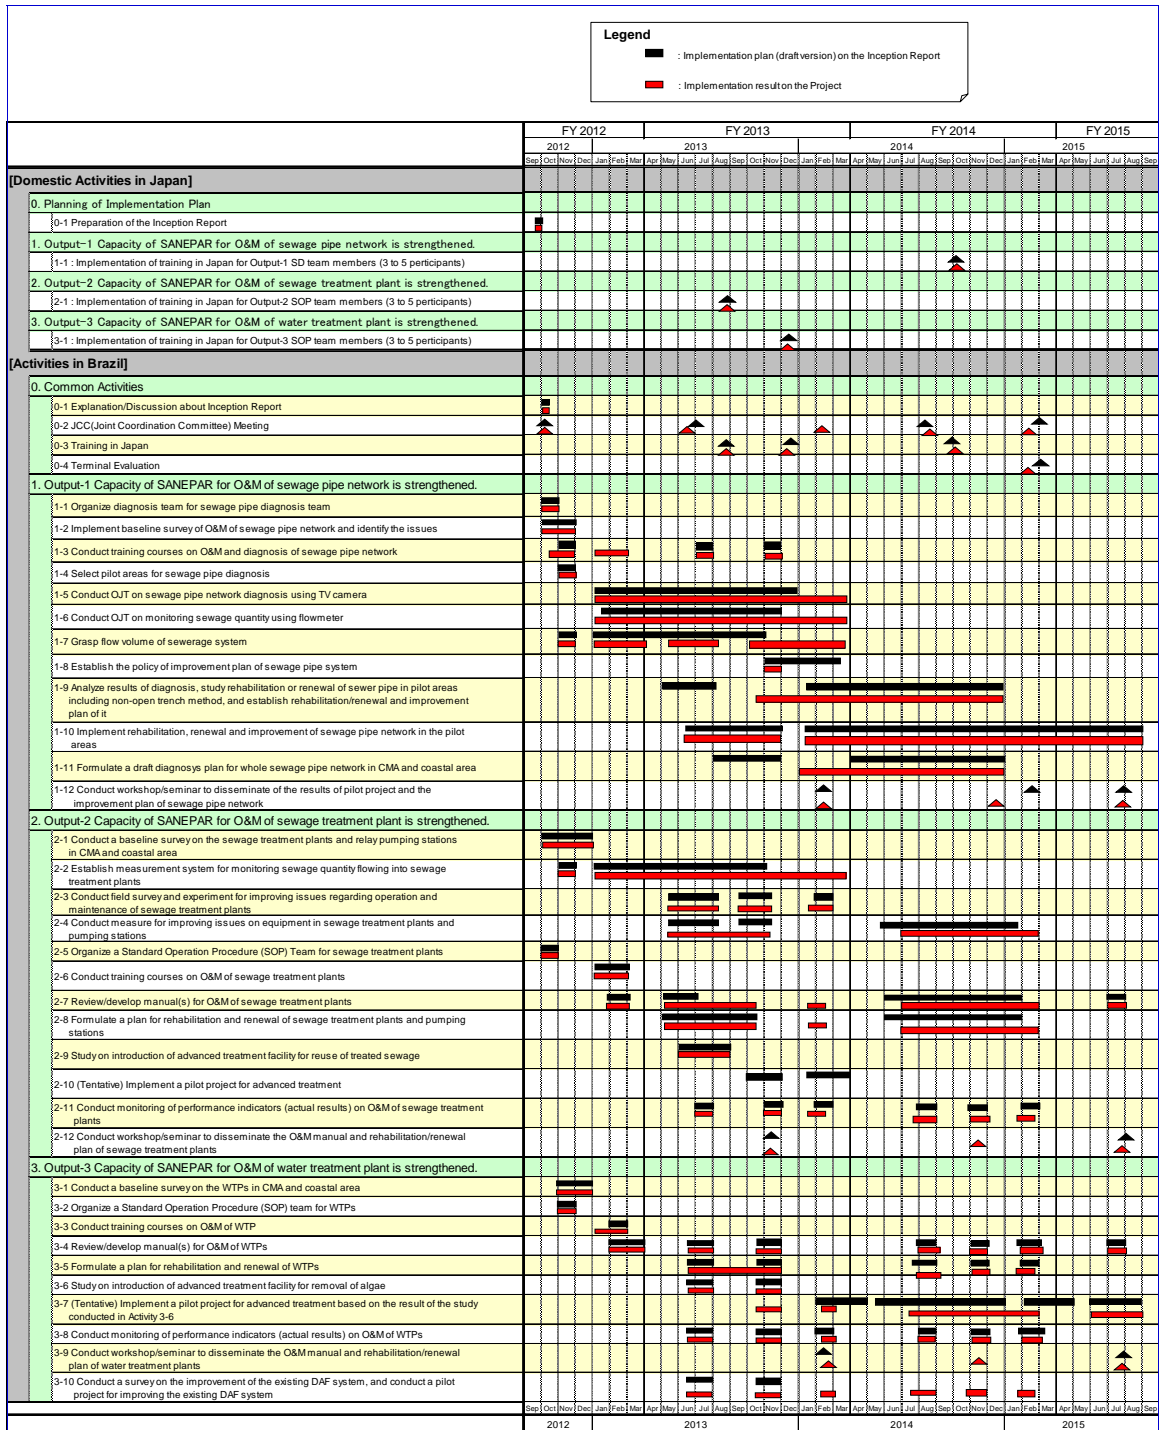 Legend
: Implementation plan (draft version) on the Inception Report
: Implementation result on the Project
FY 2012 FY 2013 FY 2014 FY 2015
2012 2013 2014 2015
Sep Oct Nov Dec Jan Feb Mar Apr May Jun Jul Aug Sep Oct Nov Dec Jan Feb Mar Apr May Jun Jul Aug Sep Oct Nov Dec Jan Feb Mar Apr May Jun Jul Aug Sep
[Domestic Activities in Japan]
0. Planning of Implementation Plan
0-1 Preparation of the Inception Report
1. Output-1 Capacity of SANEPAR for O&M of sewage pipe network is strengthened.
1-1 : Implementation of training in Japan for Output-1 SD team members (3 to 5 participants)
2. Output-2 Capacity of SANEPAR for O&M of sewage treatment plant is strengthened.
2-1 : Implementation of training in Japan for Output-2 SOP team members (3 to 5 perticipants)
3. Output-3 Capacity of SANEPAR for O&M of water treatment plant is strengthened.
3-1 : Implementation of training in Japan for Output-3 SOP team members (3 to 5 participants)
[Activities in Brazil]
0. Common Activities
0-1 Explanation/Discussion about Inception Report
0-2 JCC(Joint Coordination Committee) Meeting
0-3 Training in Japan
0-4 Terminal Evaluation
1. Output-1 Capacity of SANEPAR for O&M of sewage pipe network is strengthened.
1-1 Organize diagnosis team for sewage pipe diagnosis team
1-2 Implement baseline survey of O&M of sewage pipe network and identify the issues
1-3 Conduct training courses on O&M and diagnosis of sewage pipe network
1-4 Select pilot areas for sewage pipe diagnosis
1-5 Conduct OJT on sewage pipe network diagnosis using TV camera
1-6 Conduct OJT on monitoring sewage quantity using flowmeter
1-7 Grasp flow volume of sewerage system
1-8 Establish the policy of improvement plan of sewage pipe system
1-9 Analyze results of diagnosis, study rehabilitation or renewal of sewer pipe in pilot areas
including non-open trench method, and establish rehabilitation/renewal and improvement
plan of it
1-10 Implement rehabilitation, renewal and improvement of sewage pipe network in the pilot
areas
1-11 Formulate a draft diagnosys plan for whole sewage pipe network in CMA and coastal area
1-12 Conduct workshop/seminar to disseminate of the results of pilot project and the
improvement plan of sewage pipe network
2. Output-2 Capacity of SANEPAR for O&M of sewage treatment plant is strengthened.
2-1 Conduct a baseline survey on the sewage treatment plants and relay pumping stations
in CMA and coastal area
2-2 Establish measurement system for monitoring sewage quantity flowing into sewage
treatment plants
2-3 Conduct field survey and experiment for improving issues regarding operation and
maintenance of sewage treatment plants
2-4 Conduct measure for improving issues on equipment in sewage treatment plants and
pumping stations
2-5 Organize a Standard Operation Procedure (SOP) Team for sewage treatment plants
2-6 Conduct training courses on O&M of sewage treatment plants
2-7 Review/develop manual(s) for O&M of sewage treatment plants
2-8 Formulate a plan for rehabilitation and renewal of sewage treatment plants and pumping
stations
2-9 Study on introduction of advanced treatment facility for reuse of treated sewage
2-10 (Tentative) Implement a pilot project for advanced treatment
2-11 Conduct monitoring of performance indicators (actual results) on O&M of sewage treatment
plants
2-12 Conduct workshop/seminar to disseminate the O&M manual and rehabilitation/renewal
plan of sewage treatment plants
3. Output-3 Capacity of SANEPAR for O&M of water treatment plant is strengthened.
3-1 Conduct a baseline survey on the WTPs in CMA and coastal area
3-2 Organize a Standard Operation Procedure (SOP) team for WTPs
3-3 Conduct training courses on O&M of WTP
3-4 Review/develop manual(s) for O&M of WTPs
3-5 Formulate a plan for rehabilitation and renewal of WTPs
3-6 Study on introduction of advanced treatment facility for removal of algae
3-7 (Tentative) Implement a pilot project for advanced treatment based on the result of the study
conducted in Activity 3-6
3-8 Conduct monitoring of performance indicators (actual results) on O&M of WTPs
3-9 Conduct workshop/seminar to disseminate the O&M manual and rehabilitation/renewal
plan of water treatment plants
3-10 Conduct a survey on the improvement of the existing DAF system, and conduct a pilot
project for improving the existing DAF system
Sep Oct Nov Dec Jan Feb Mar Apr May Jun Jul Aug Sep Oct Nov Dec Jan Feb Mar Apr May Jun Jul Aug Sep Oct Nov Dec Jan Feb Mar Apr May Jun Jul Aug Sep
2012 2013 2014 2015